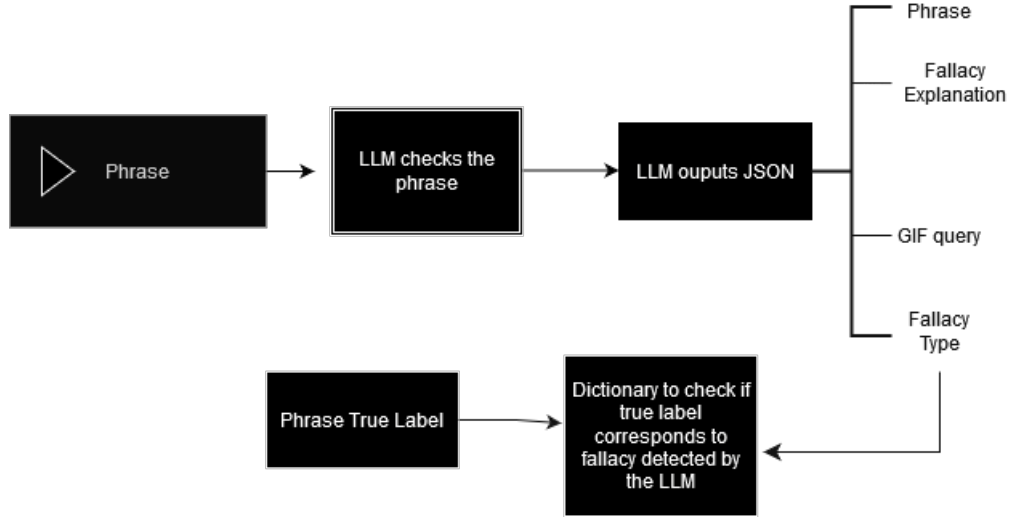 Phrase
Fallacy
Explanation
Phrase
LLM checks the
phrase
LLM ouputs JSON
GIF query
Fallacy
Type
Phrase True Label
Dictionary to check if
true label
corresponds to
fallacy detected by
the LLM